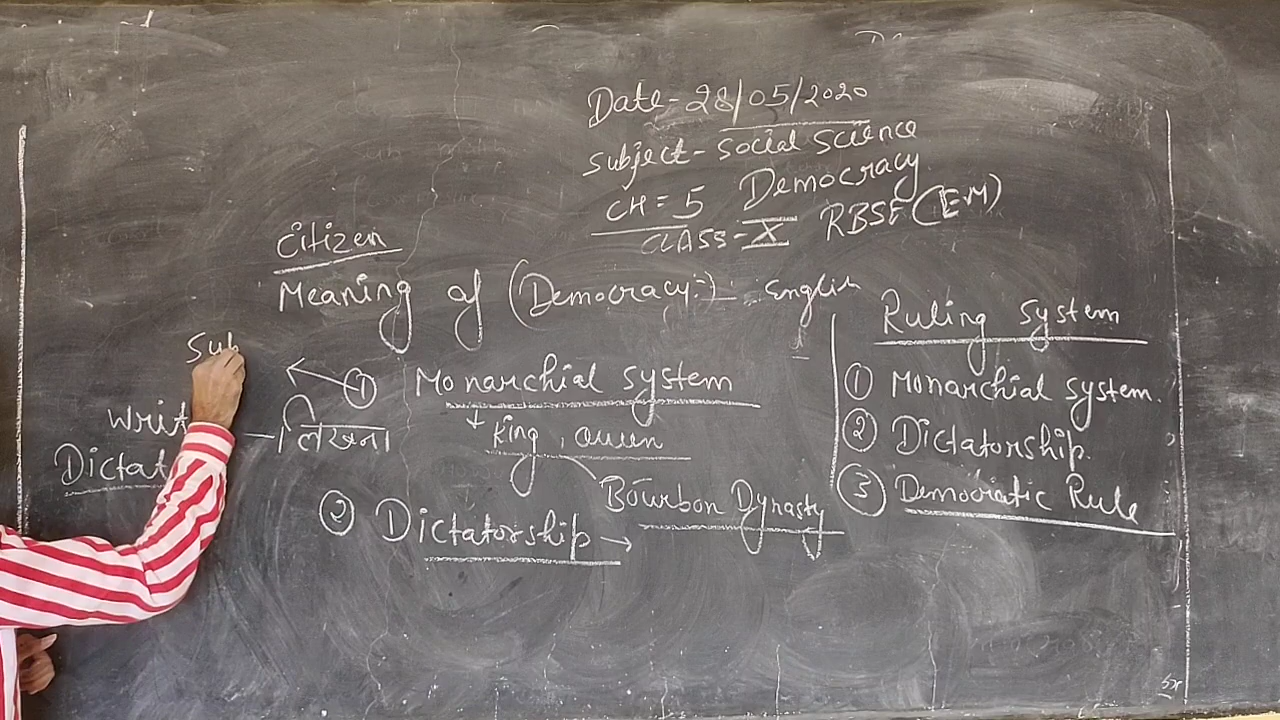 Date- 28/05/2020
Subject- Social Science
CH = 5 Democracy
CLASS- X RBSE (EM)
Citizen
Meaning of (Democracy:-) English
Ruling System
① Monarchial system.
② Dictatorship.
③ Democratic Rule
Sub
① Monarchial system
लिखना
King, Queen
Bourbon Dynasty
② Dictatorship →